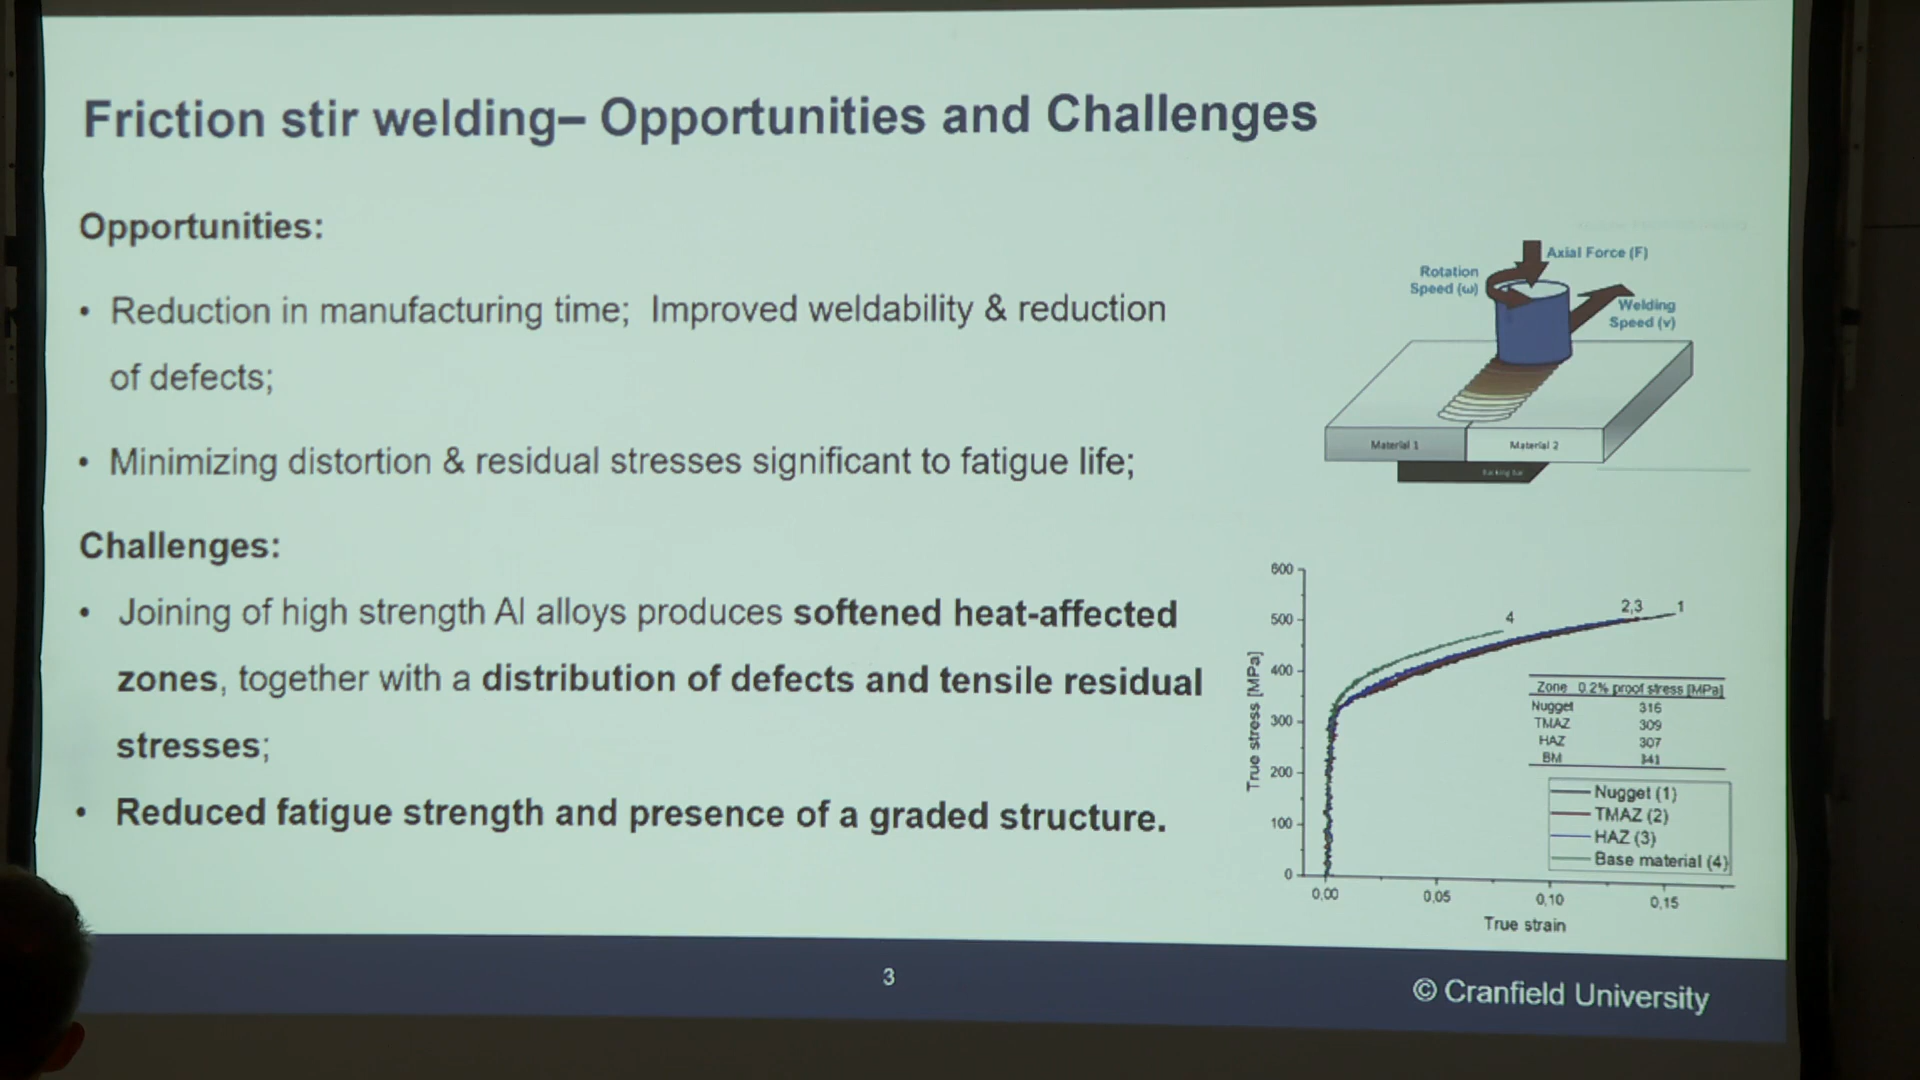 Friction stir welding– Opportunities and Challenges
Opportunities:
• Reduction in manufacturing time; Improved weldability & reduction
of defects;
• Minimizing distortion & residual stresses significant to fatigue life;
Challenges:
• Joining of high strength Al alloys produces softened heat-affected
zones, together with a distribution of defects and tensile residual
stresses;
• Reduced fatigue strength and presence of a graded structure.
Axial Force (F)
Rotation
Speed (ω)
Welding
Speed (v)
Material 1
Material 2
600
500
400
300
200
100
0
True stress [MPa]
4
2,3
1
Zone 0.2% proof stress [MPa]
Nugget 316
TMAZ 309
HAZ 307
BM 341
Nugget (1)
TMAZ (2)
HAZ (3)
Base material (4)
0,00
0,05
0,10
0,15
True strain
3
© Cranfield University